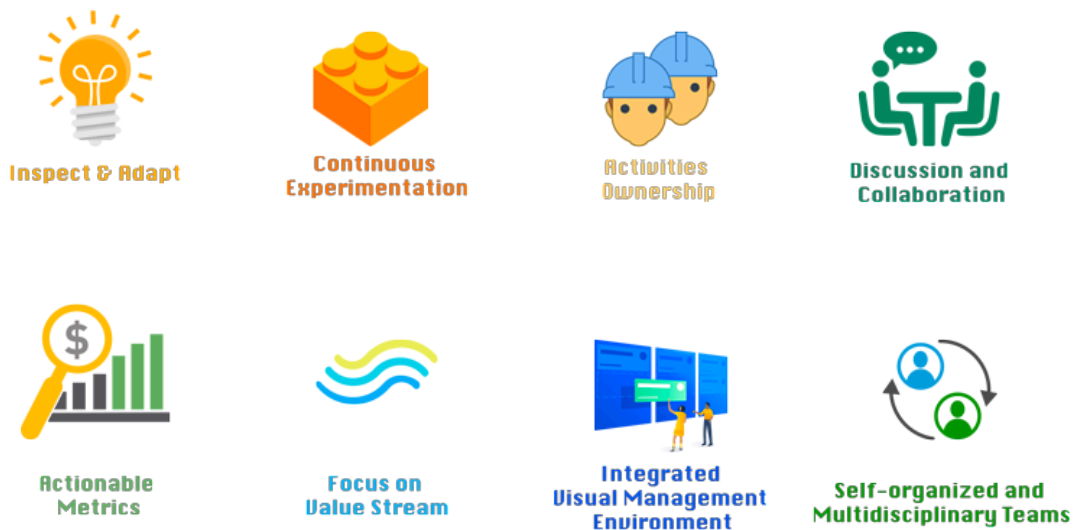 Inspect & Adapt
Continuous
Experimentation
Activities
Ownership
Discussion and
Collaboration
$
Actionable
Metrics
Focus on
Value Stream
Integrated
Visual Management
Environment
Self-organized and
Multidisciplinary Teams